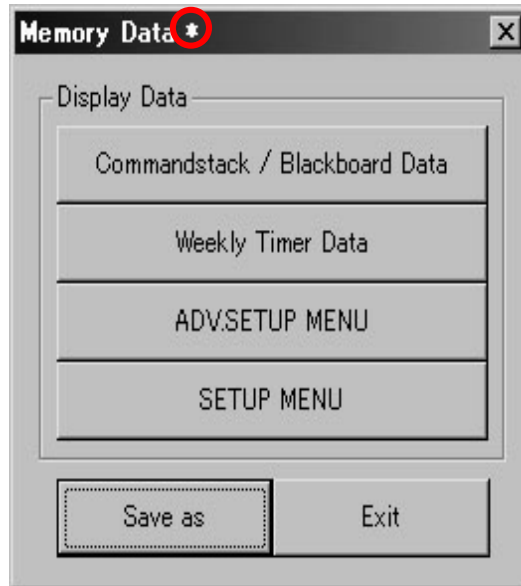 Memory Data *
Display Data
Commandstack / Blackboard Data
Weekly Timer Data
ADV.SETUP MENU
SETUP MENU
Save as
Exit